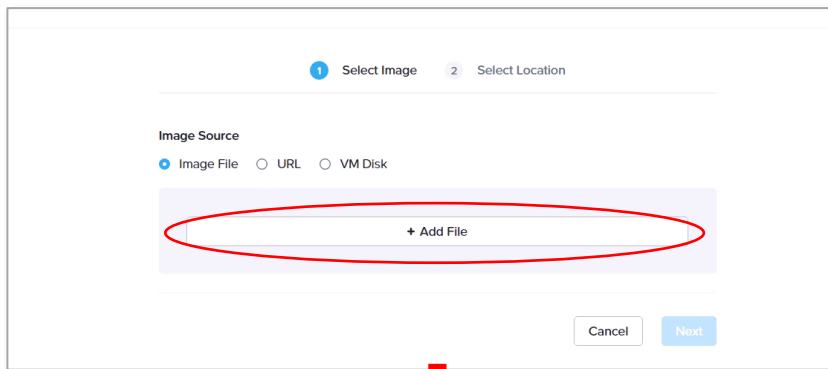 1 Select Image 2 Select Location
Image Source
Image File URL VM Disk
+ Add File
Cancel Next